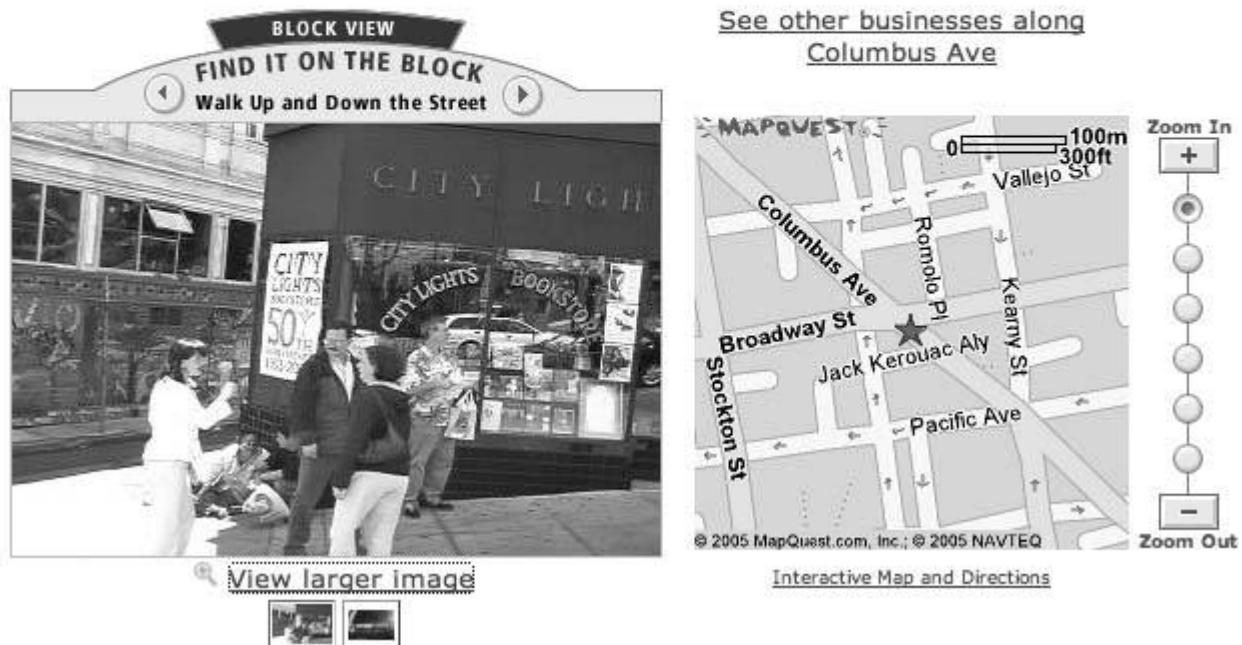 BLOCK VIEW
FIND IT ON THE BLOCK
Walk Up and Down the Street
CITY LIGH
CITY
LIGHTS
BOOKSTORE
50
TH
CITY LIGHTS
BOOKSTORE
View larger image
See other businesses along
Columbus Ave
MAPQUEST
0
100m
300ft
Vallejo St
Columbus Ave
Romolo Pl
Kearny St
Broadway St
Jack Kerouac Aly
Stockton St
Pacific Ave
© 2005 MapQuest.com, Inc.; © 2005 NAVTEQ
Interactive Map and Directions
Zoom In
+
−
Zoom Out